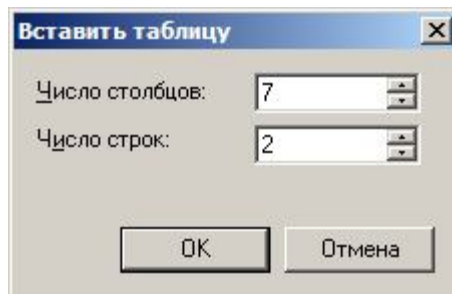 Вставить таблицу
Число столбцов: 7
Число строк: 2
OK Отмена